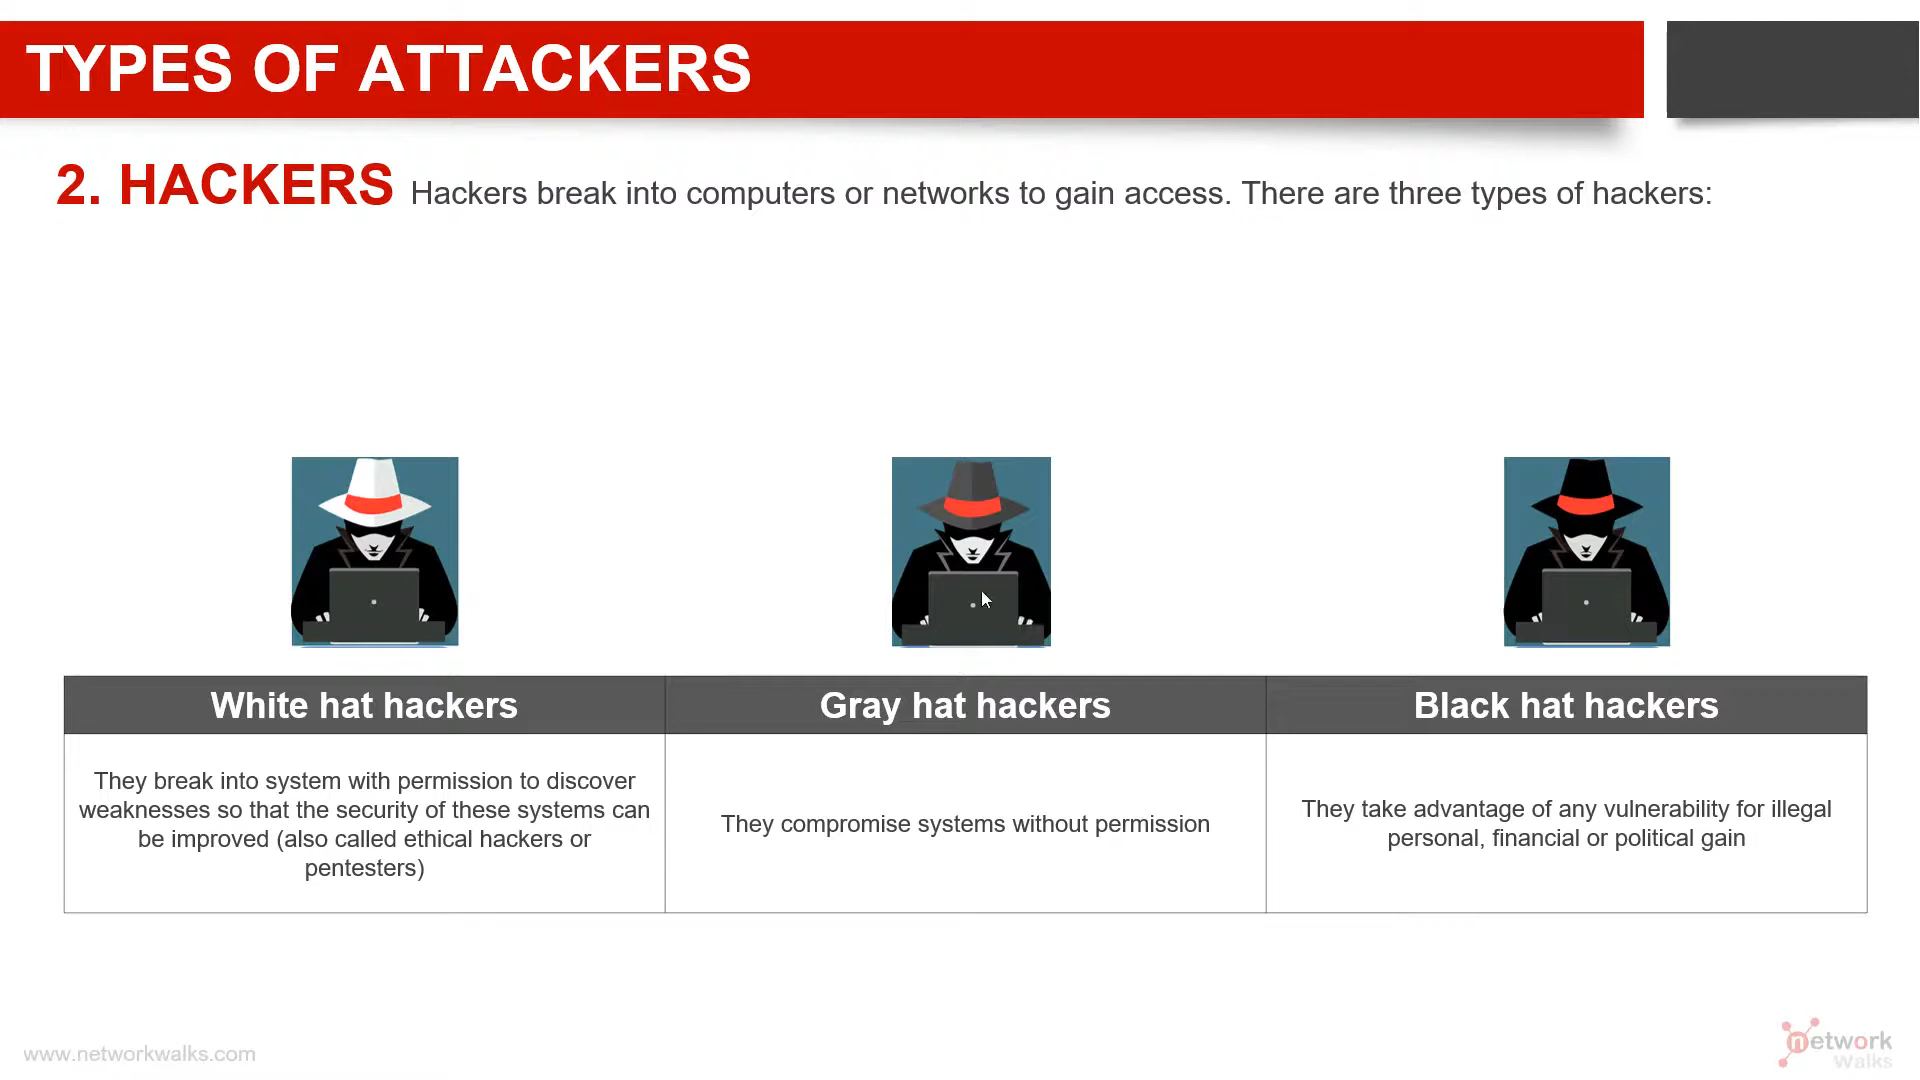 TYPES OF ATTACKERS
2. HACKERS Hackers break into computers or networks to gain access. There are three types of hackers:
White hat hackers
They break into system with permission to discover
weaknesses so that the security of these systems can
be improved (also called ethical hackers or
pentesters)
Gray hat hackers
They compromise systems without permission
Black hat hackers
They take advantage of any vulnerability for illegal
personal, financial or political gain
www.networkwalks.com
network
Walks